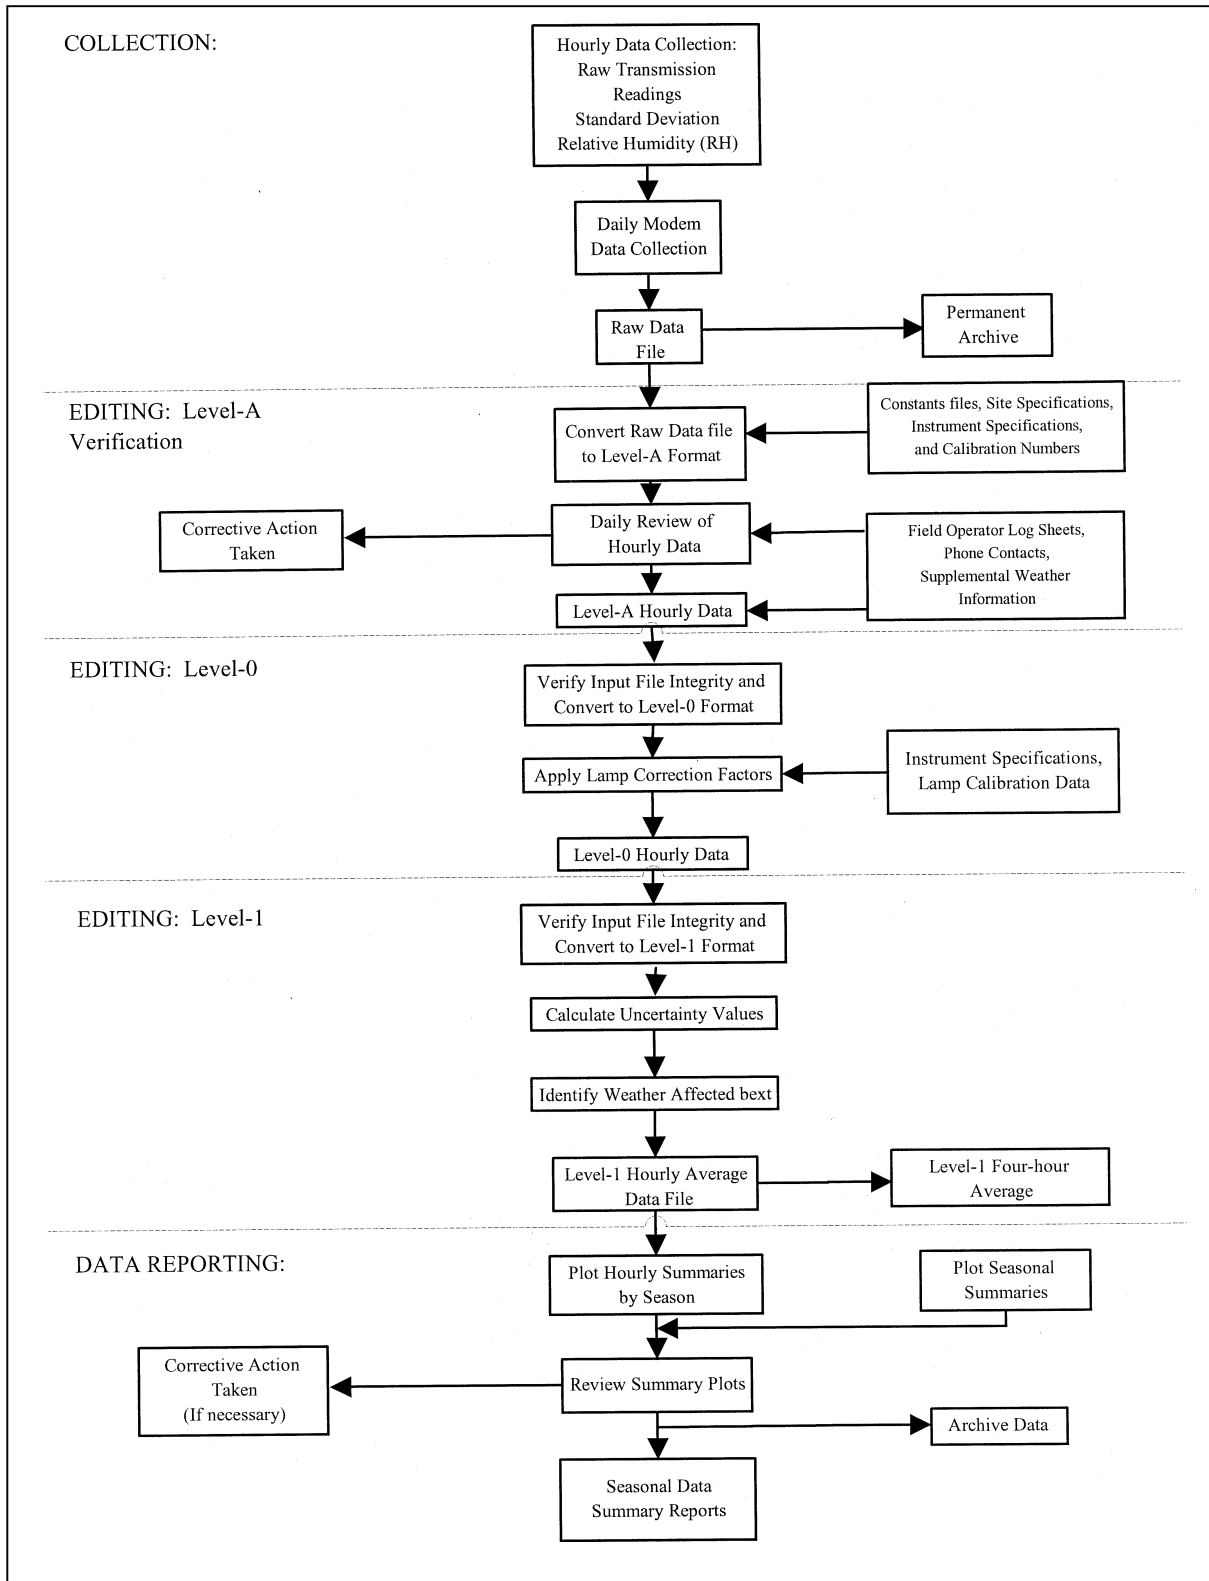 COLLECTION:
Hourly Data Collection:
Raw Transmission
Readings
Standard Deviation
Relative Humidity (RH)
Daily Modem
Data Collection
Raw Data
File
Permanent
Archive
EDITING: Level-A
Verification
Convert Raw Data file
to Level-A Format
Constants files, Site Specifications,
Instrument Specifications,
and Calibration Numbers
Corrective Action
Taken
Daily Review of
Hourly Data
Field Operator Log Sheets,
Phone Contacts,
Supplemental Weather
Information
Level-A Hourly Data
EDITING: Level-0
Verify Input File Integrity and
Convert to Level-0 Format
Apply Lamp Correction Factors
Instrument Specifications,
Lamp Calibration Data
Level-0 Hourly Data
EDITING: Level-1
Verify Input File Integrity and
Convert to Level-1 Format
Calculate Uncertainty Values
Identify Weather Affected bext
Level-1 Hourly Average
Data File
Level-1 Four-hour
Average
DATA REPORTING:
Plot Hourly Summaries
by Season
Plot Seasonal
Summaries
Corrective Action
Taken
(If necessary)
Review Summary Plots
Archive Data
Seasonal Data
Summary Reports